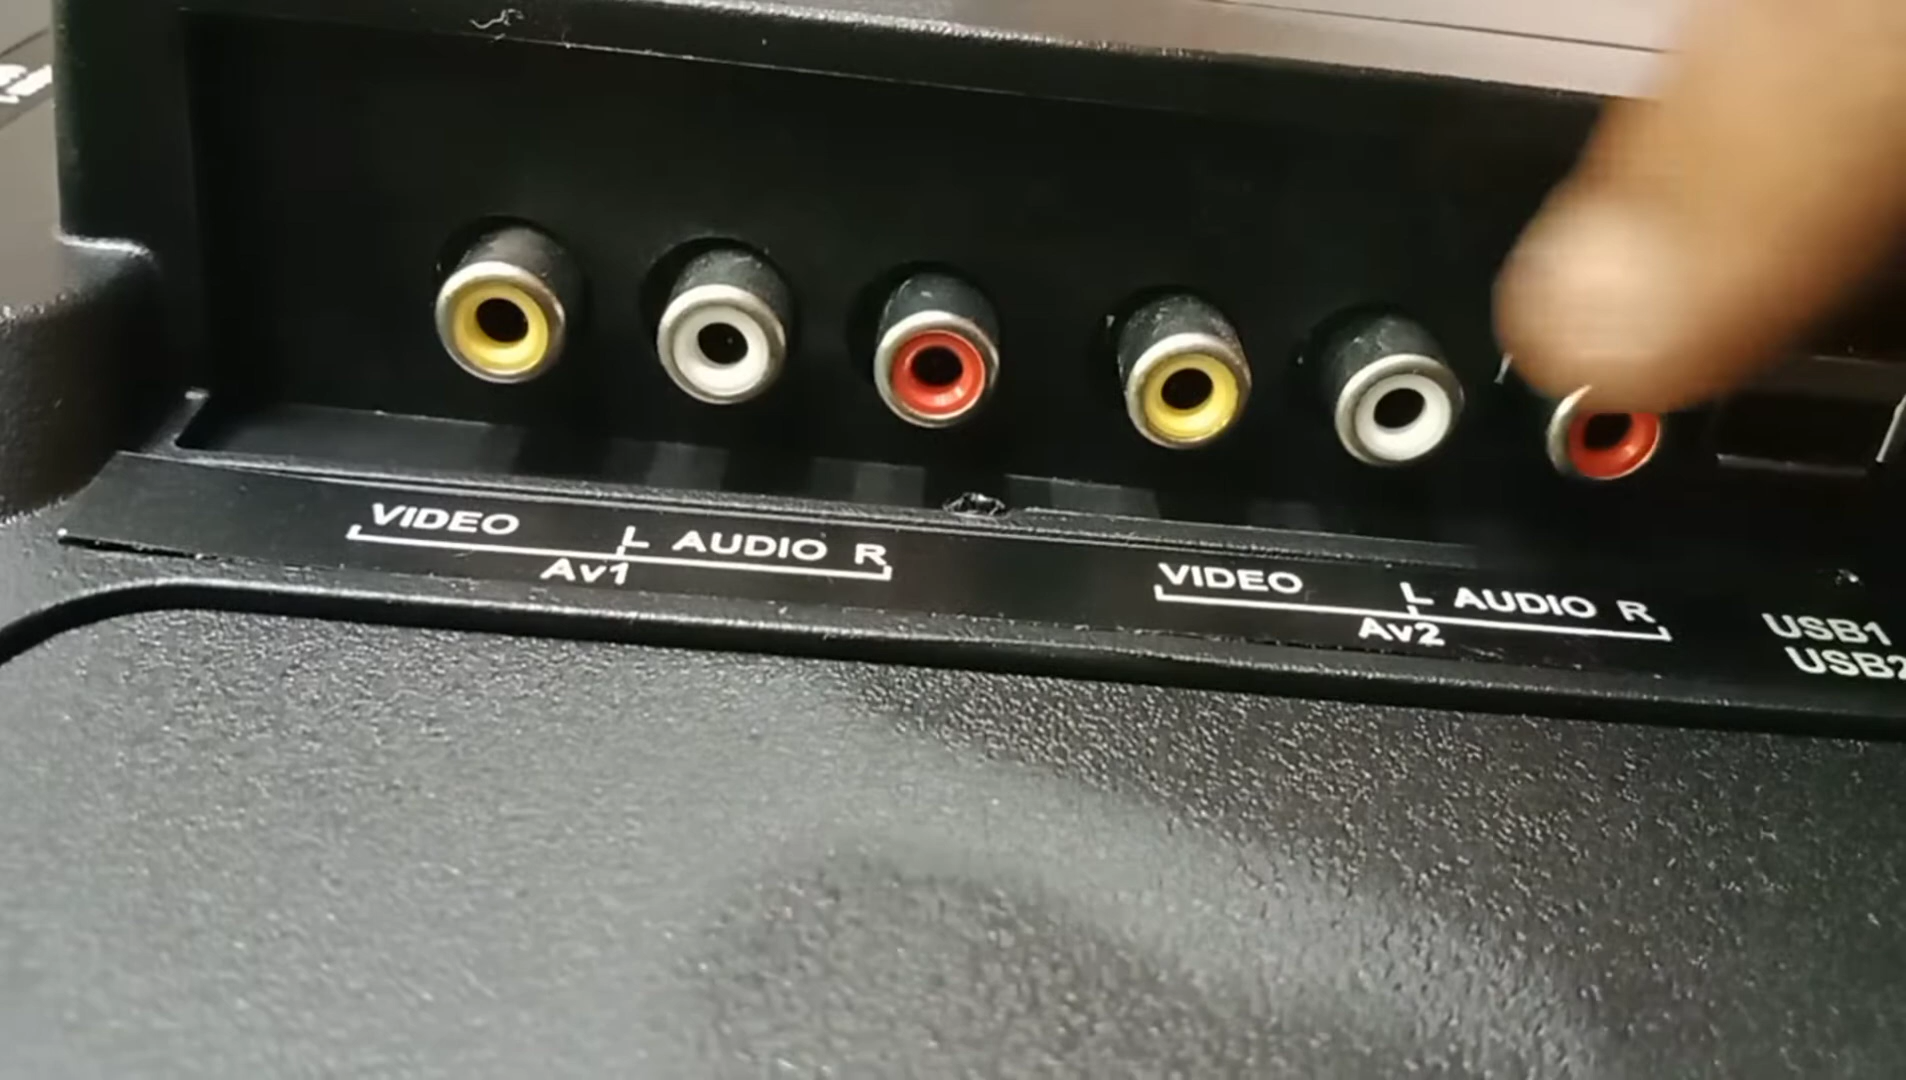 VIDEO L AUDIO R
Av1
VIDEO L AUDIO R
Av2
USB1
USB2